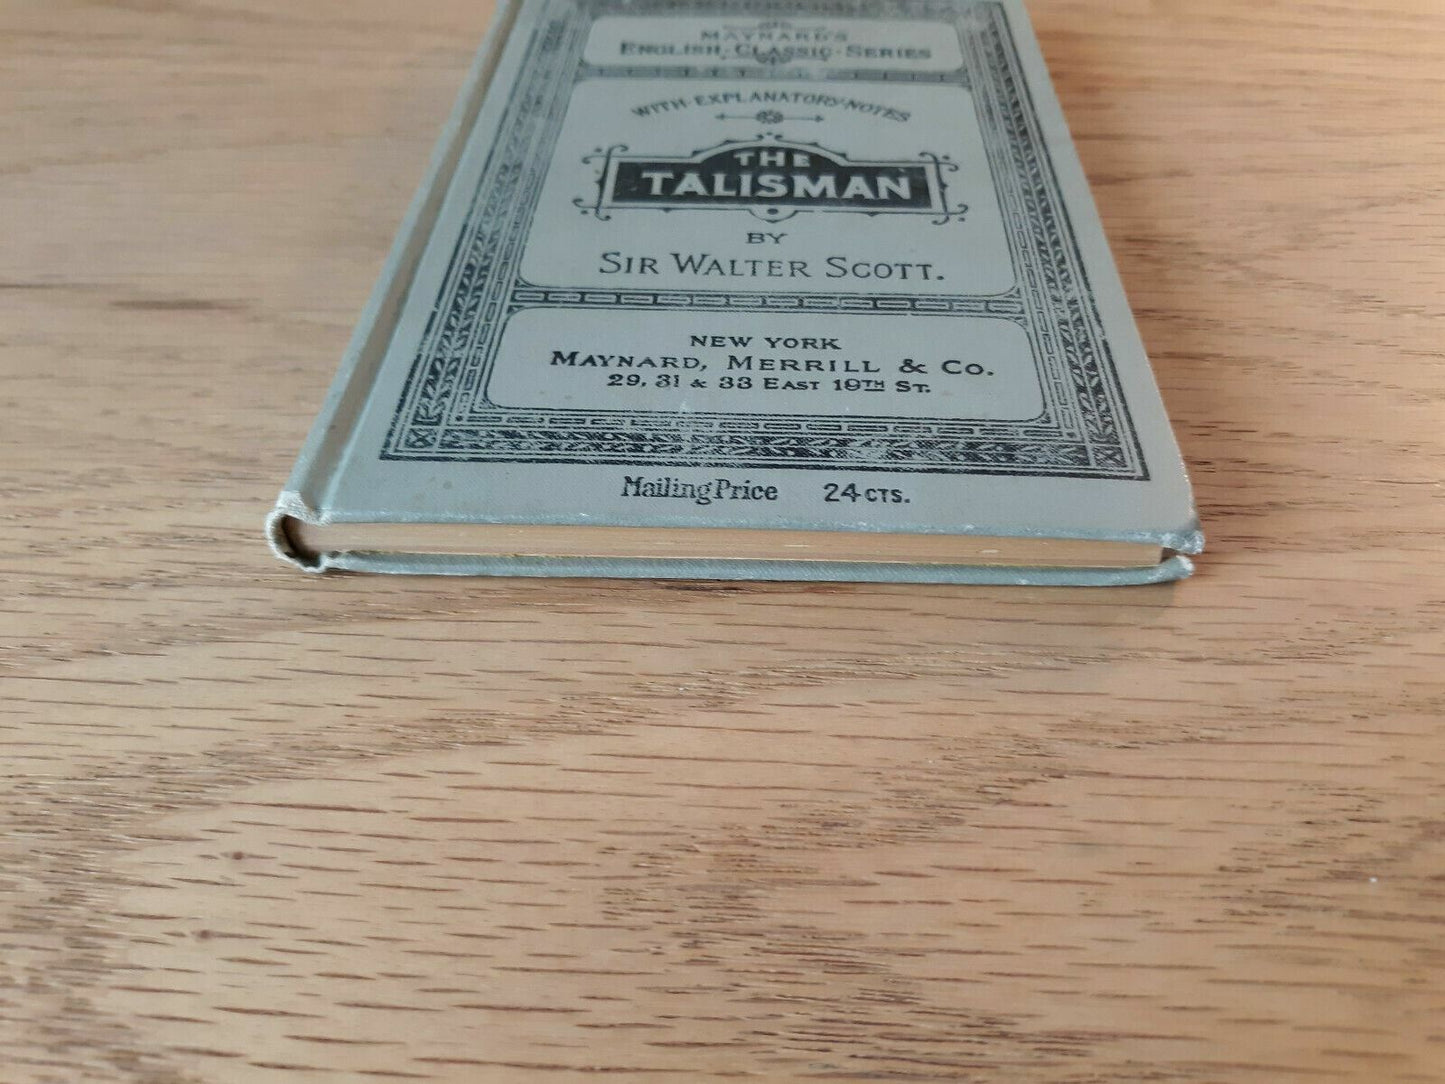 MAYNARD'S
ENGLISH · CLASSIC · SERIES
WITH · EXPLANATORY · NOTES
THE
TALISMAN
BY
SIR WALTER SCOTT.
NEW YORK
MAYNARD, MERRILL & CO.
29, 31 & 33 EAST 19TH ST.
Mailing Price 24 CTS.